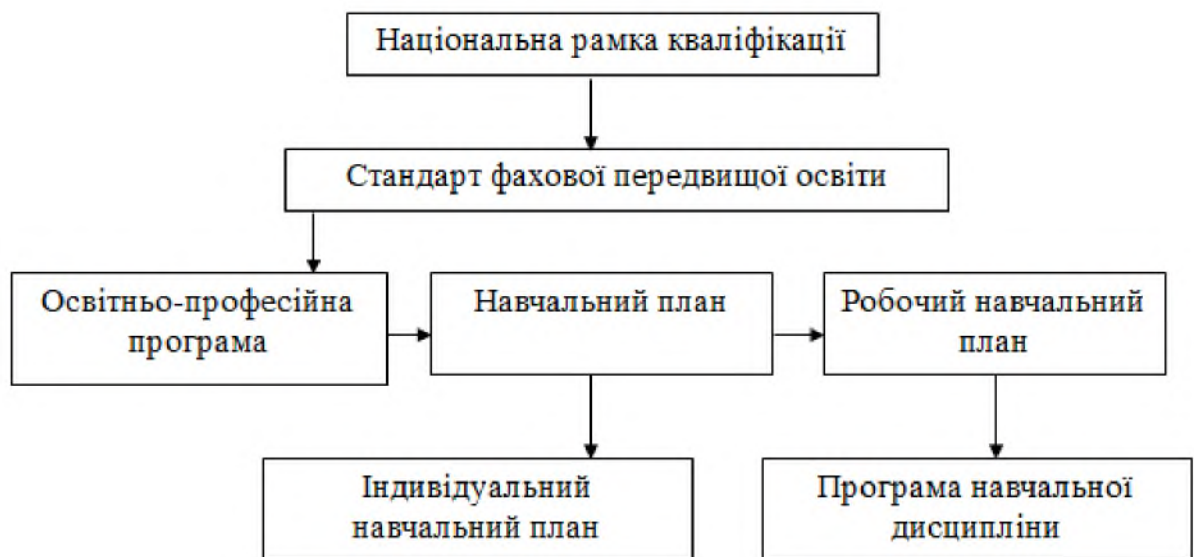 Національна рамка кваліфікації
Стандарт фахової передвищої освіти
Освітньо-професійна
програма
Навчальний план
Робочий навчальний
план
Індивідуальний
навчальний план
Програма навчальної
дисципліни